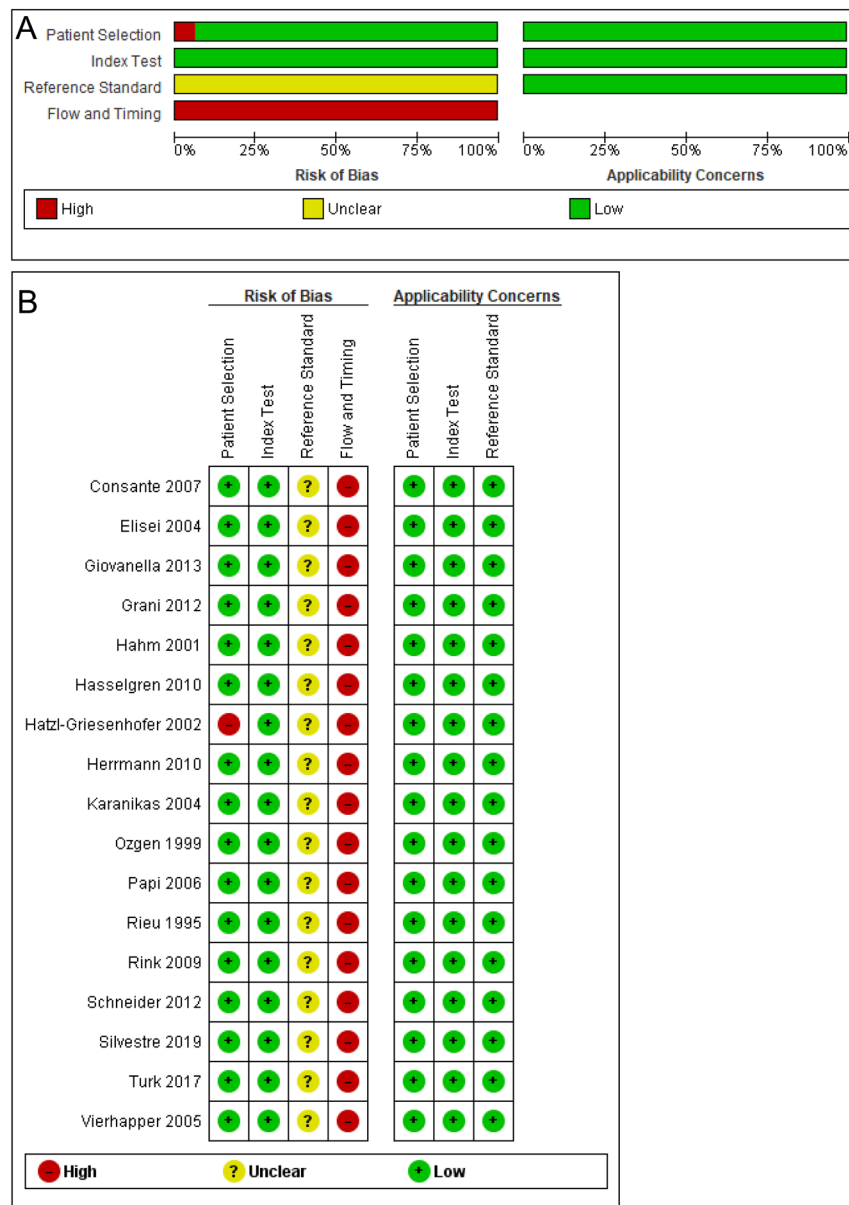 A
Patient Selection
Index Test
Reference Standard
Flow and Timing
0% 25% 50% 75% 100% 0% 25% 50% 75% 100%
Risk of Bias Applicability Concerns
High Unclear Low
B
Risk of Bias Applicability Concerns
Patient Selection
Index Test
Reference Standard
Flow and Timing
Patient Selection
Index Test
Reference Standard
Consante 2007 + + ? - + + +
Elisei 2004 + + ? - + + +
Giovanella 2013 + + ? - + + +
Grani 2012 + + ? - + + +
Hahm 2001 + + ? - + + +
Hasselgren 2010 + + ? - + + +
Hatzl-Griesenhofer 2002 - + ? - + + +
Herrmann 2010 + + ? - + + +
Karanikas 2004 + + ? - + + +
Ozgen 1999 + + ? - + + +
Papi 2006 + + ? - + + +
Rieu 1995 + + ? - + + +
Rink 2009 + + ? - + + +
Schneider 2012 + + ? - + + +
Silvestre 2019 + + ? - + + +
Turk 2017 + + ? - + + +
Vierhapper 2005 + + ? - + + +
- High ? Unclear + Low